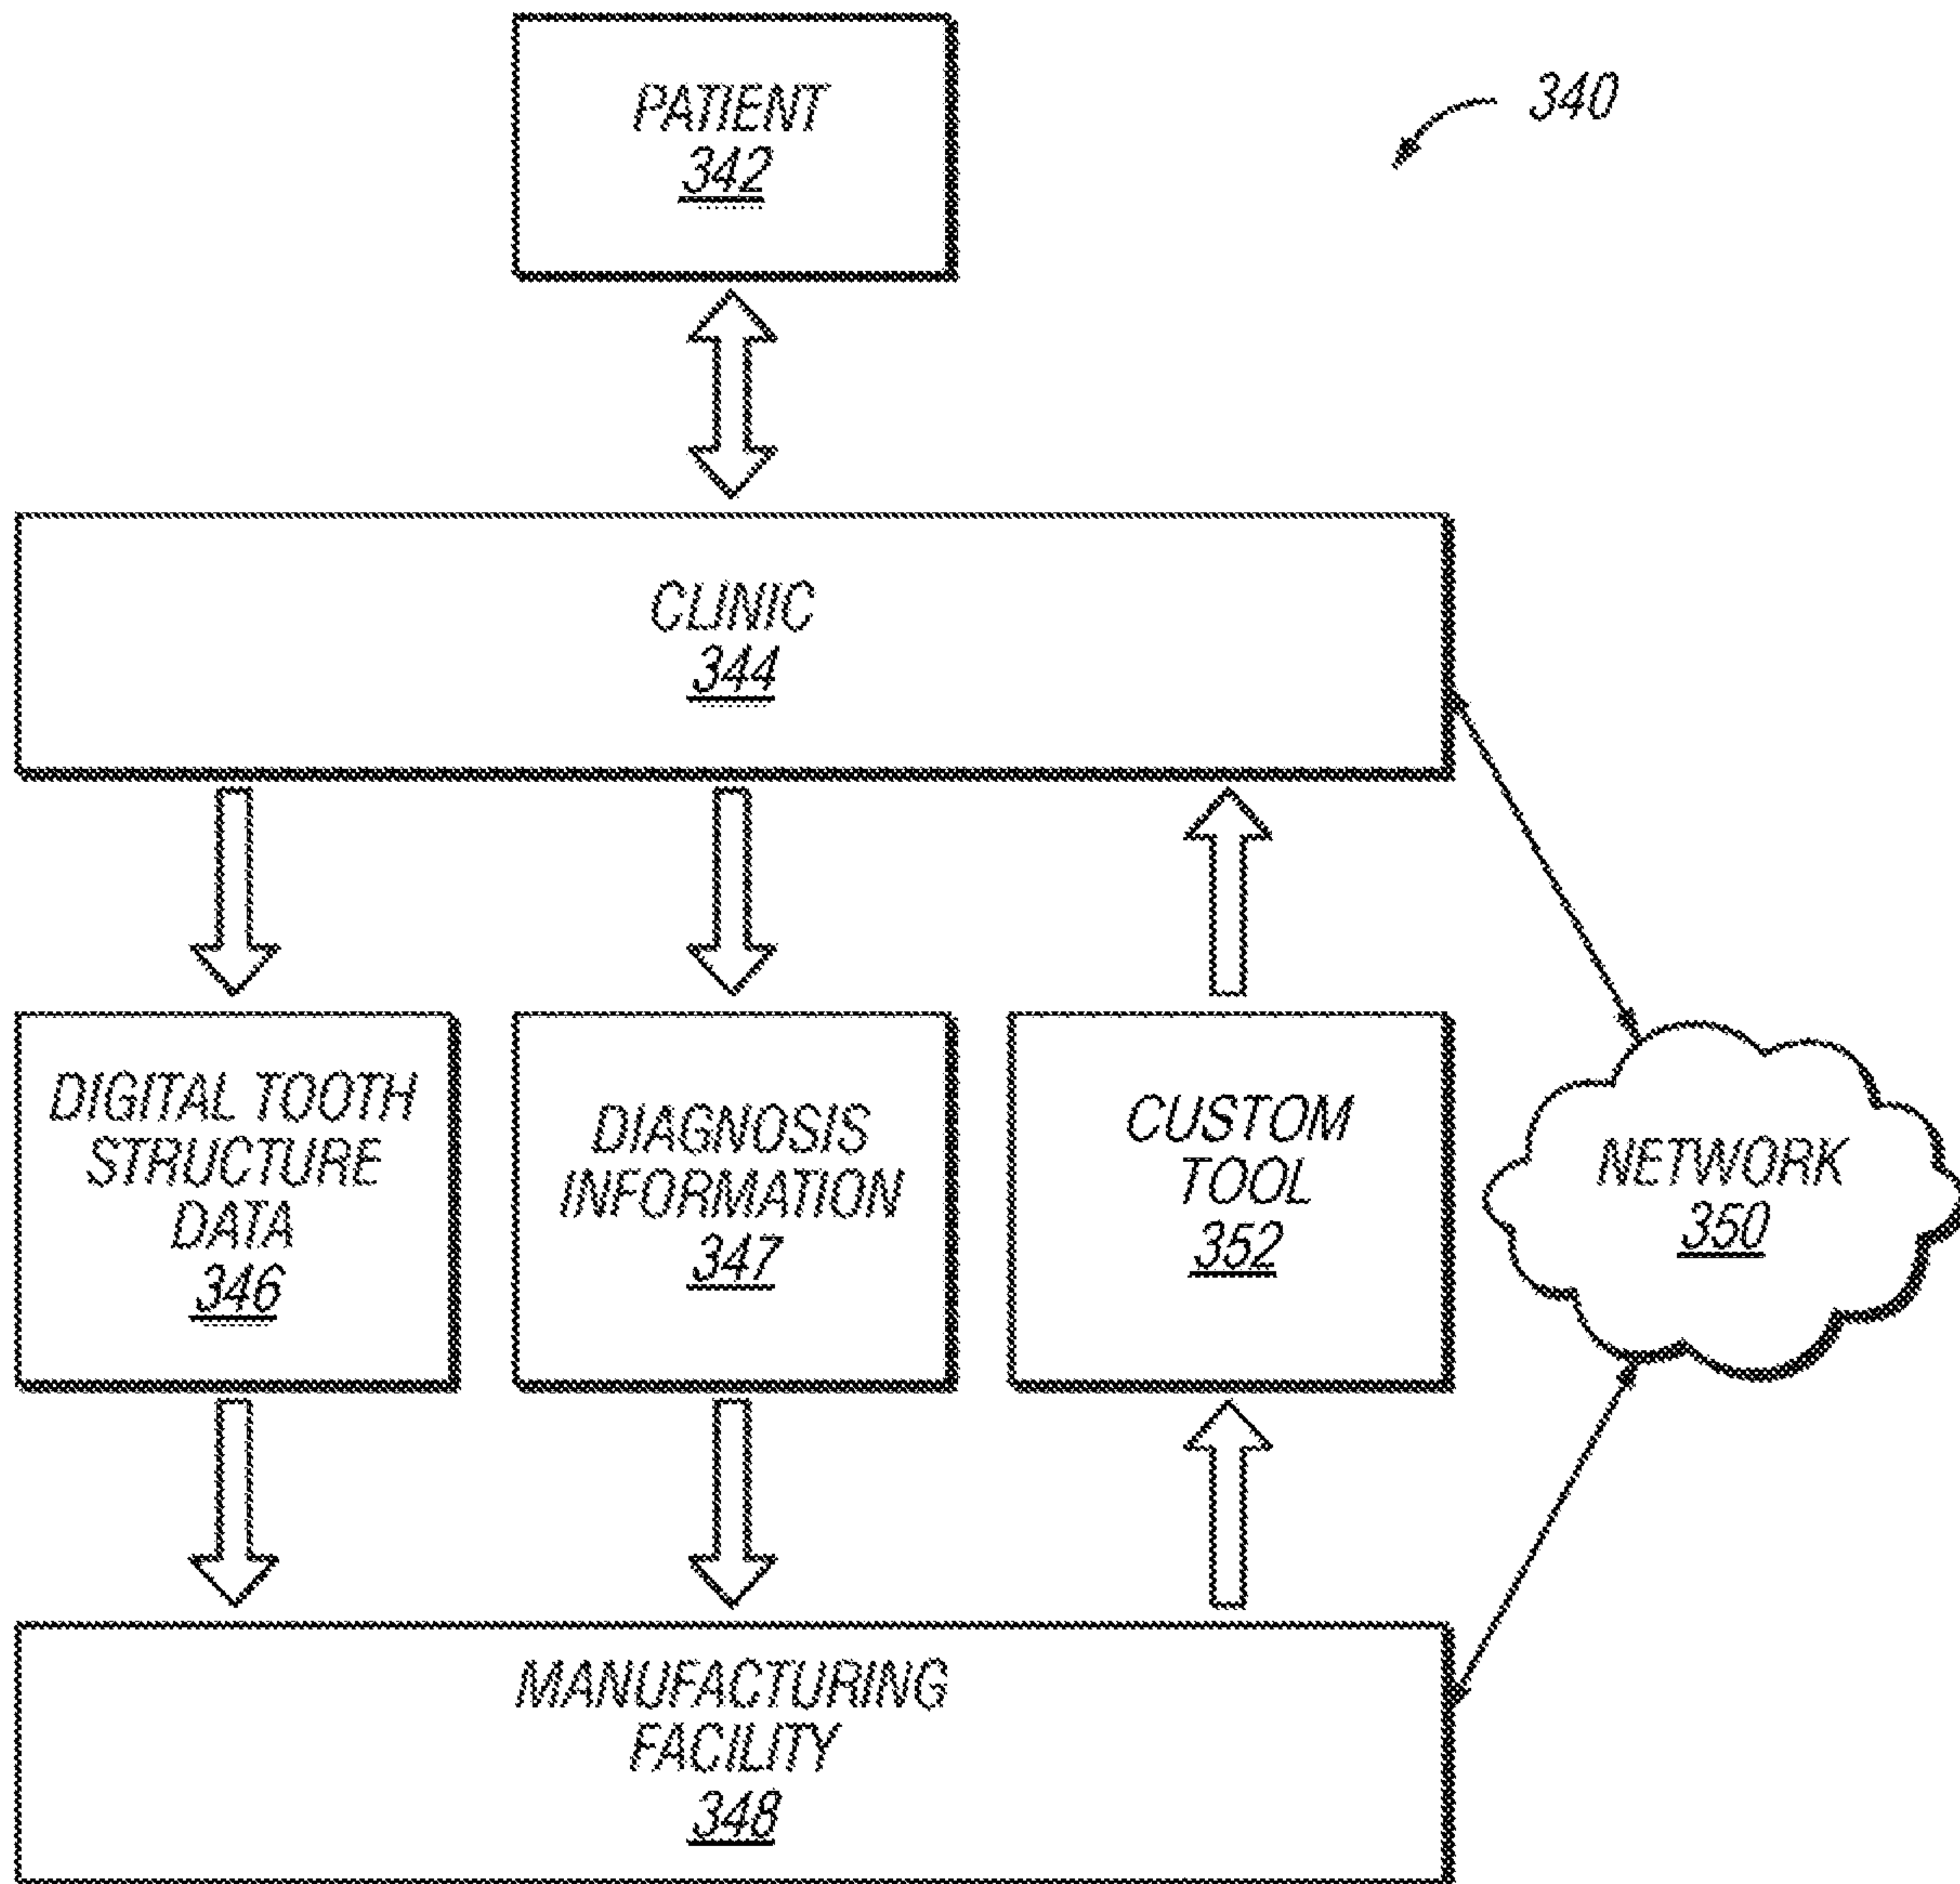 PATIENT
342
340
CLINIC
344
DIGITAL TOOTH
STRUCTURE
DATA
346
DIAGNOSIS
INFORMATION
347
CUSTOM
TOOL
352
NETWORK
350
MANUFACTURING
FACILITY
348